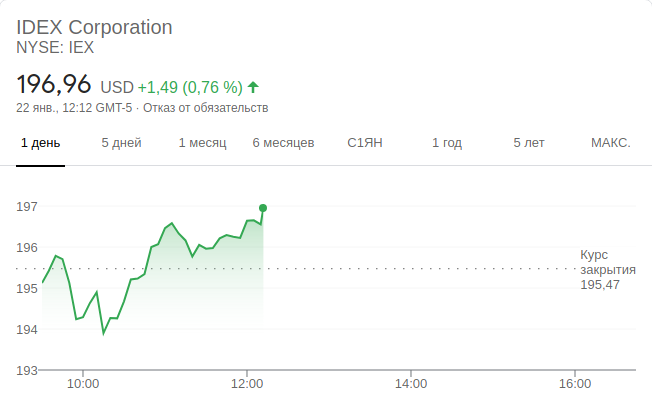 IDEX Corporation
NYSE: IEX
196,96 USD +1,49 (0,76 %)
22 янв., 12:12 GMT-5 · Отказ от обязательств
1 день 5 дней 1 месяц 6 месяцев С1ЯН 1 год 5 лет МАКС.
197
196
Курс
закрытия
195,47
195
194
193
10:00 12:00 14:00 16:00